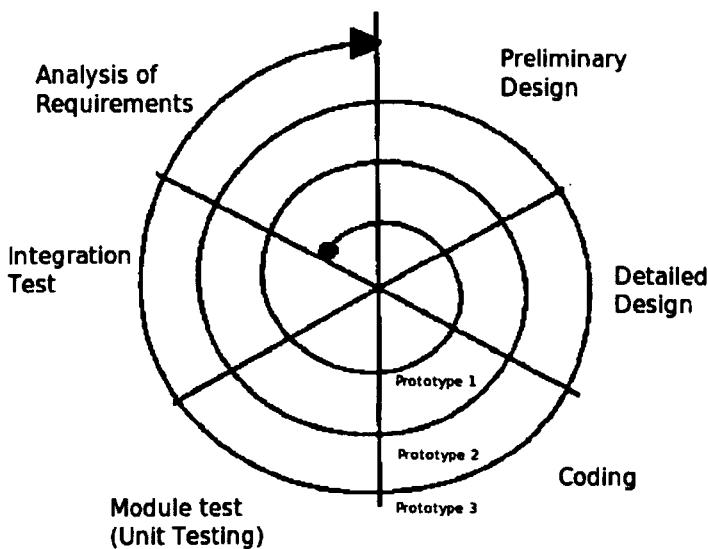 Analysis of
Requirements
Preliminary
Design
Integration
Test
Detailed
Design
Prototype 1
Prototype 2
Coding
Module test
(Unit Testing)
Prototype 3